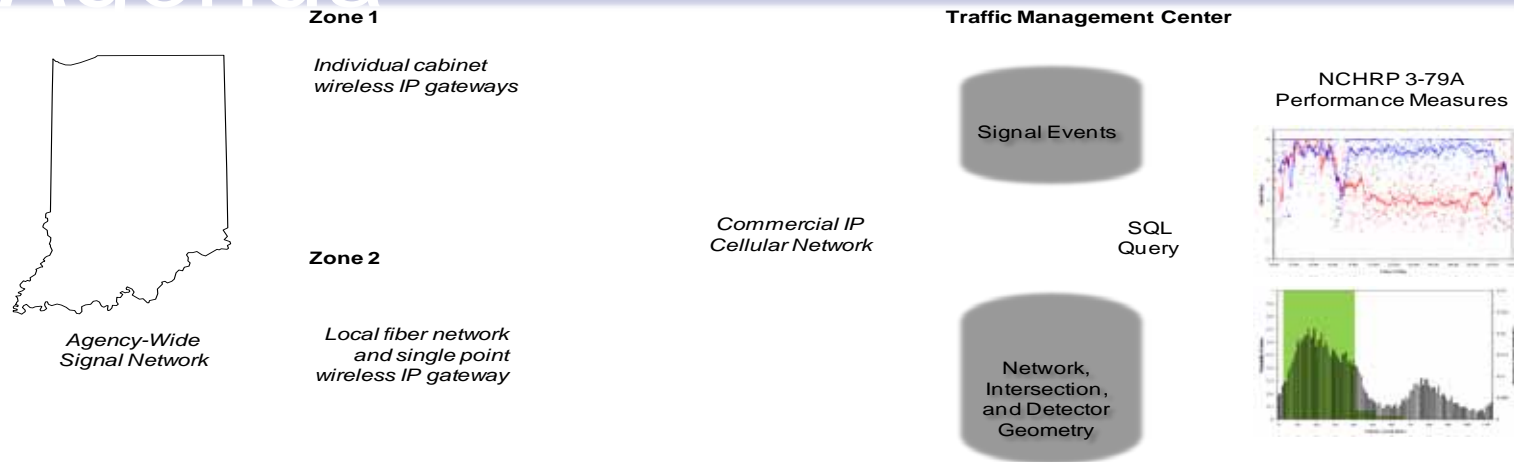 Agenda
Zone 1
Traffic Management Center
Individual cabinet
wireless IP gateways
Signal Events
NCHRP 3-79A
Performance Measures
Commercial IP
Cellular Network
SQL
Query
Zone 2
Agency-Wide
Signal Network
Local fiber network
and single point
wireless IP gateway
Network,
Intersection,
and Detector
Geometry